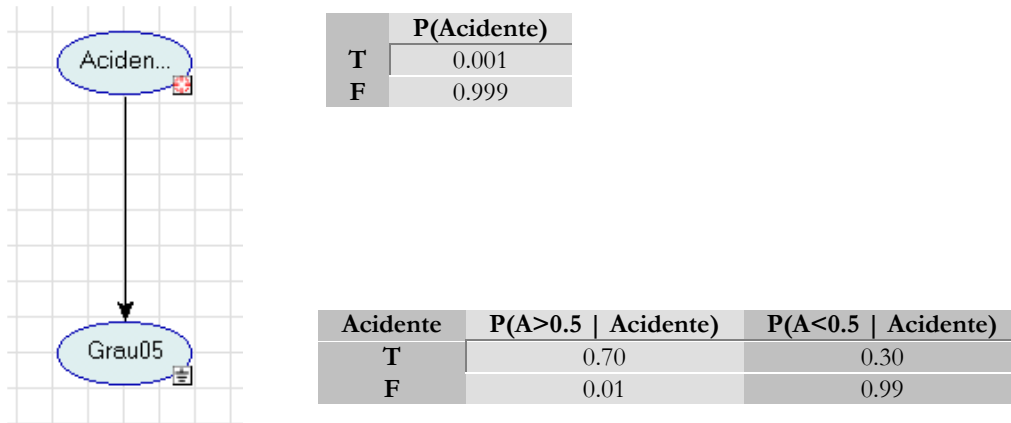 Aciden...
P(Acidente)
T 0.001
F 0.999
Grau05
Acidente P(A>0.5 | Acidente) P(A<0.5 | Acidente)
T 0.70 0.30
F 0.01 0.99